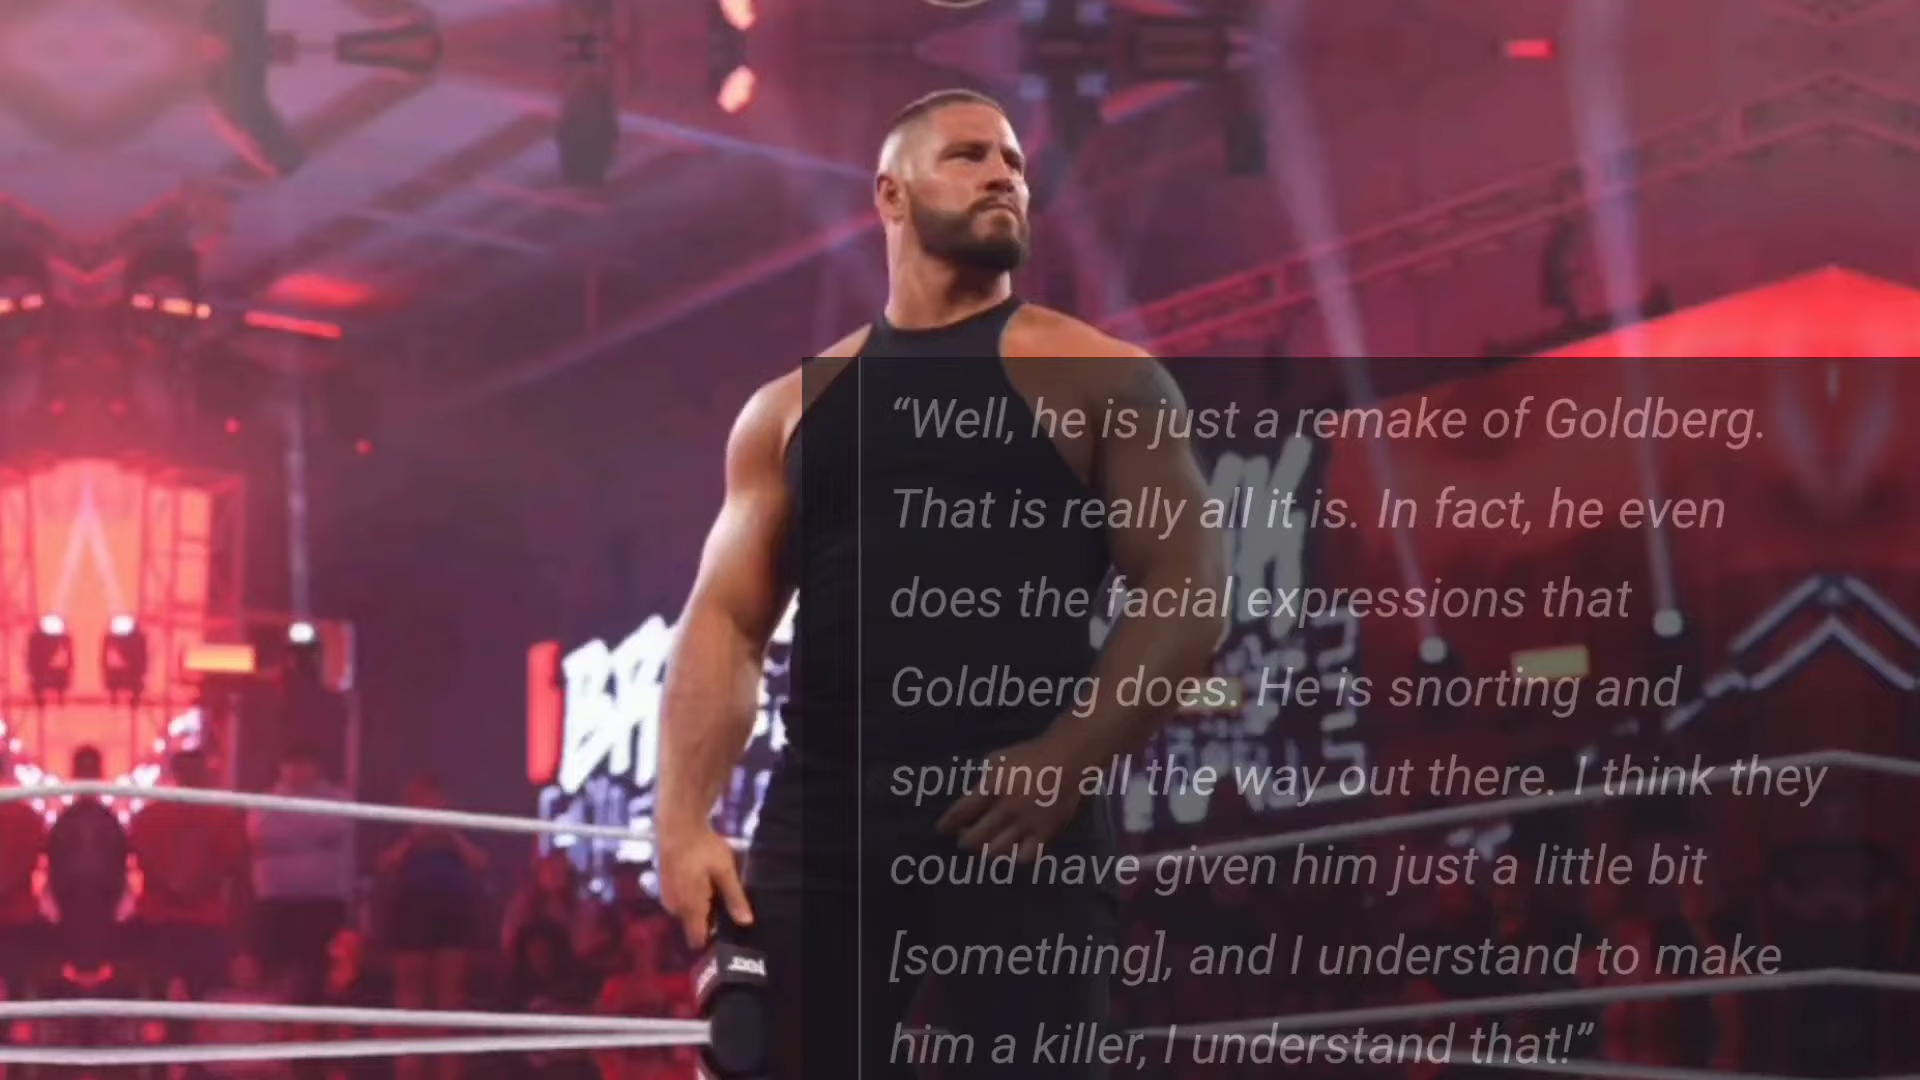 “Well, he is just a remake of Goldberg.
That is really all it is. In fact, he even
does the facial expressions that
Goldberg does. He is snorting and
spitting all the way out there. I think they
could have given him just a little bit
[something], and I understand to make
him a killer, I understand that!”